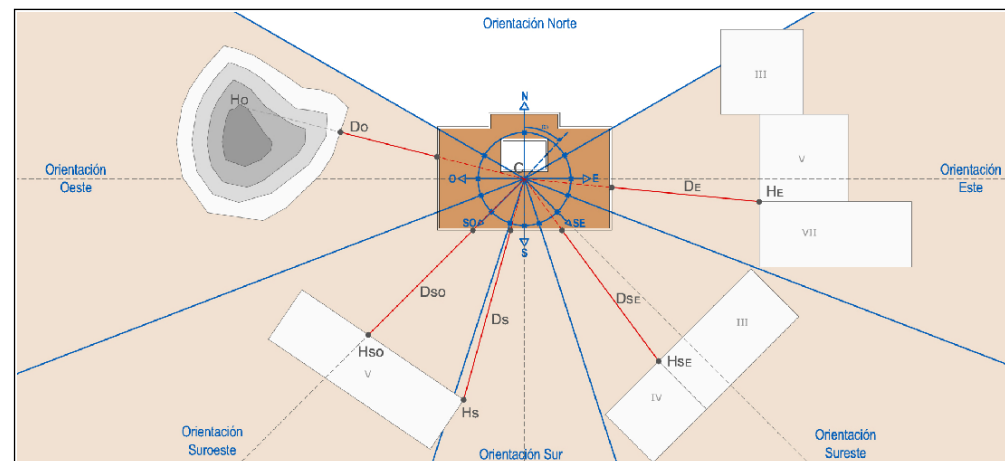 Orientación Norte
III
Ho
N
Do
V
C
Orientación
Oeste
O
E
DE
HE
Orientación
Este
SO
SE
S
VII
DSO
DS
DSE
III
HSO
V
HSE
IV
HS
Orientación
Suroeste
Orientación Sur
Orientación
Sureste